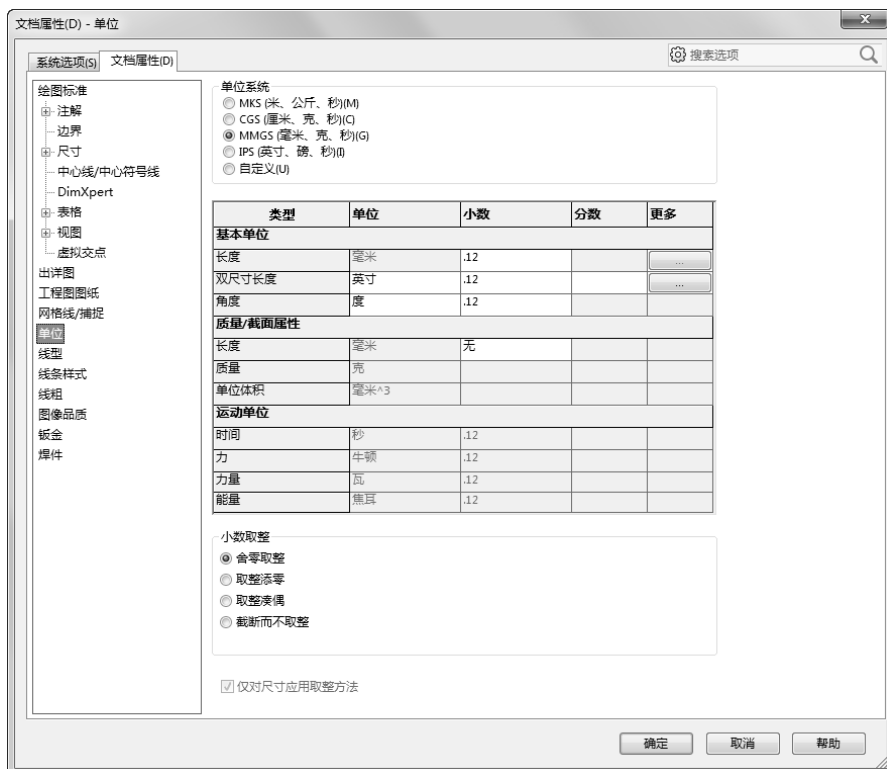 文档属性(D) - 单位
系统选项(S) 文档属性(D)
搜索选项
绘图标准
注解
边界
尺寸
中心线/中心符号线
DimXpert
表格
视图
虚拟交点
出详图
工程图图纸
网格线/捕捉
单位
线型
线条样式
线粗
图像品质
钣金
焊件
单位系统
MKS (米、公斤、秒)(M)
CGS (厘米、克、秒)(C)
MMGS (毫米、克、秒)(G)
IPS (英寸、磅、秒)(I)
自定义(U)
类型 单位 小数 分数 更多
基本单位
长度 毫米 .12 ...
双尺寸长度 英寸 .12 ...
角度 度 .12
质量/截面属性
长度 毫米 无
质量 克
单位体积 毫米^3
运动单位
时间 秒 .12
力 牛顿 .12
力量 瓦 .12
能量 焦耳 .12
小数取整
舍零取整
取整添零
取整凑偶
截断而不取整
仅对尺寸应用取整方法
确定 取消 帮助